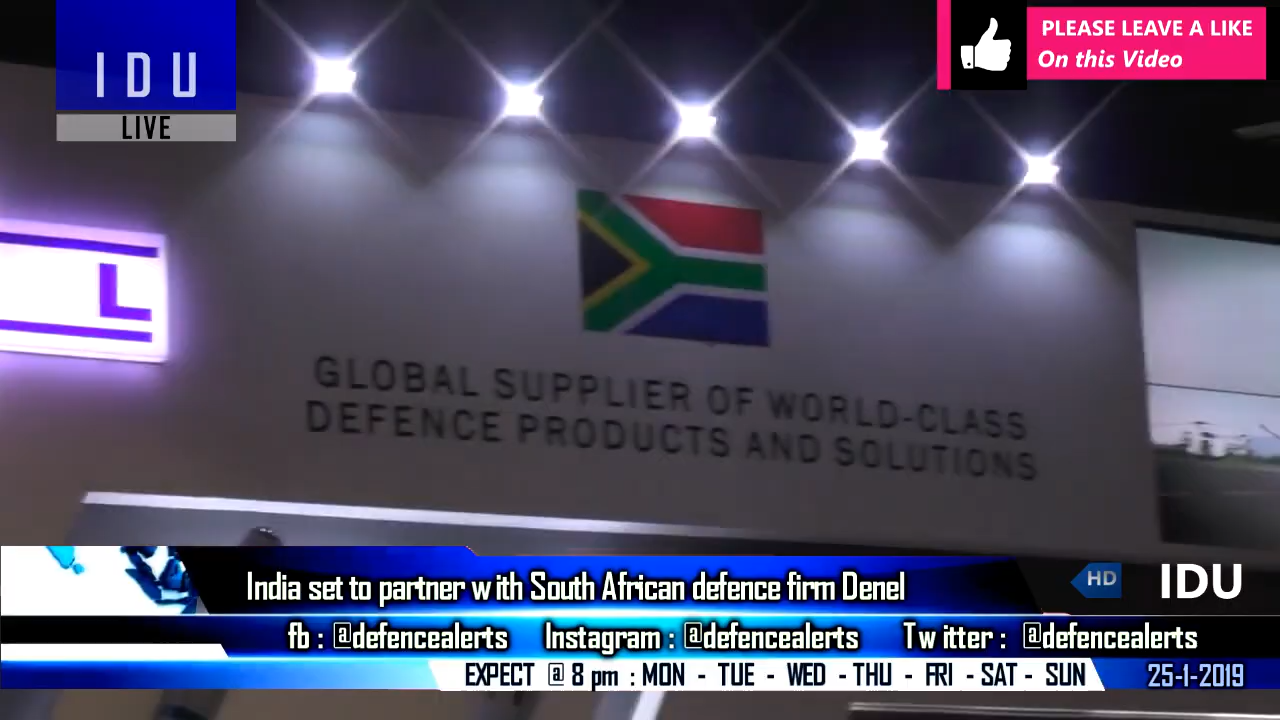 IDU
LIVE
PLEASE LEAVE A LIKE
On this Video
L
GLOBAL SUPPLIER OF WORLD-CLASS
DEFENCE PRODUCTS AND SOLUTIONS
India set to partner with South African defence firm Denel
HD IDU
fb : @defencealerts Instagram : @defencealerts Twitter : @defencealerts
EXPECT @ 8 pm : MON - TUE - WED - THU - FRI - SAT - SUN 25-1-2019